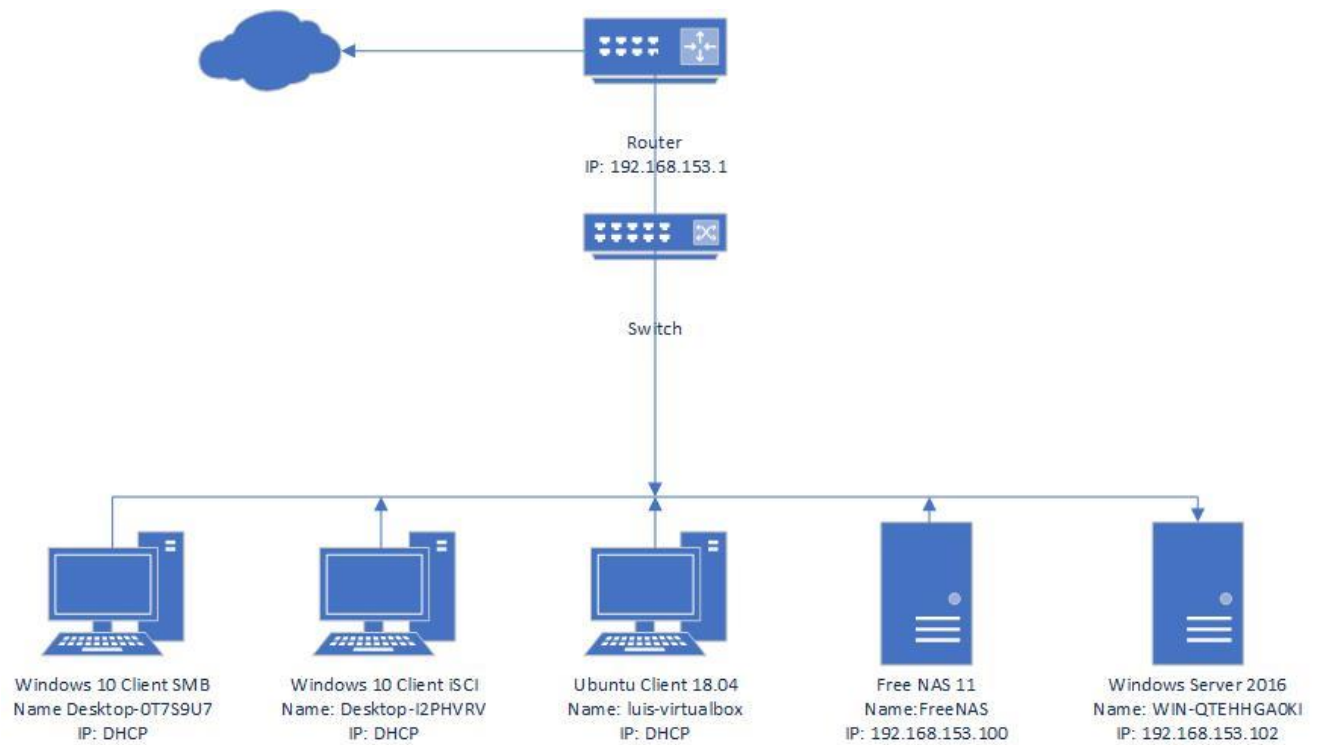 Router
IP: 192.168.153.1
Switch
Windows 10 Client SMB
Name Desktop-0T7S9U7
IP: DHCP
Windows 10 Client iSCI
Name: Desktop-I2PHVRV
IP: DHCP
Ubuntu Client 18.04
Name: luis-virtualbox
IP: DHCP
Free NAS 11
Name:FreeNAS
IP: 192.168.153.100
Windows Server 2016
Name: WIN-QTEHHGA0KI
IP: 192.168.153.102